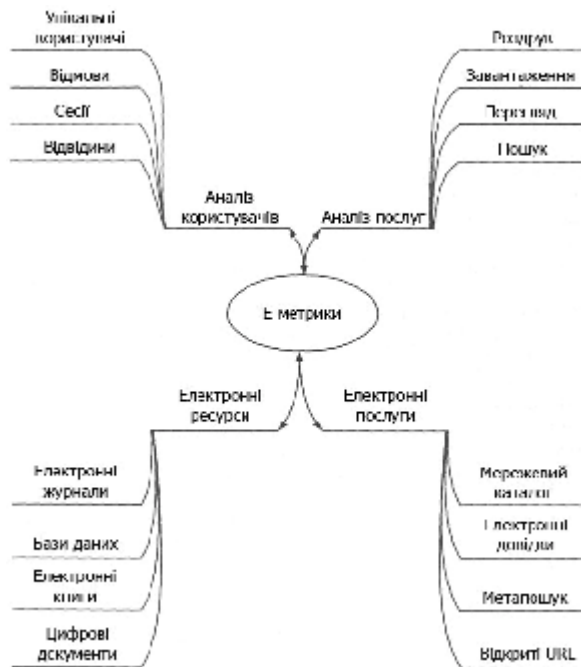 Унікальні
користувачі
Відмови
Сесії
Відвідини
Аналіз
користувачів
Роздрук
Завантаження
Перегляд
Пошук
Аналіз послуг
Е метрики
Електронні
ресурси
Електронні
журнали
Бази даних
Електронні
книги
Цифрові
документи
Електронні
послуги
Мережевий
каталог
Електронні
довідки
Метапошук
Відкриті URL